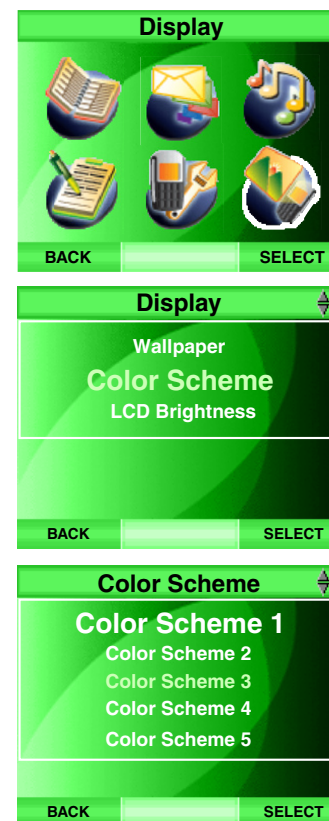 Display
BACK SELECT
Display
Wallpaper
Color Scheme
LCD Brightness
BACK SELECT
Color Scheme
Color Scheme 1
Color Scheme 2
Color Scheme 3
Color Scheme 4
Color Scheme 5
BACK SELECT